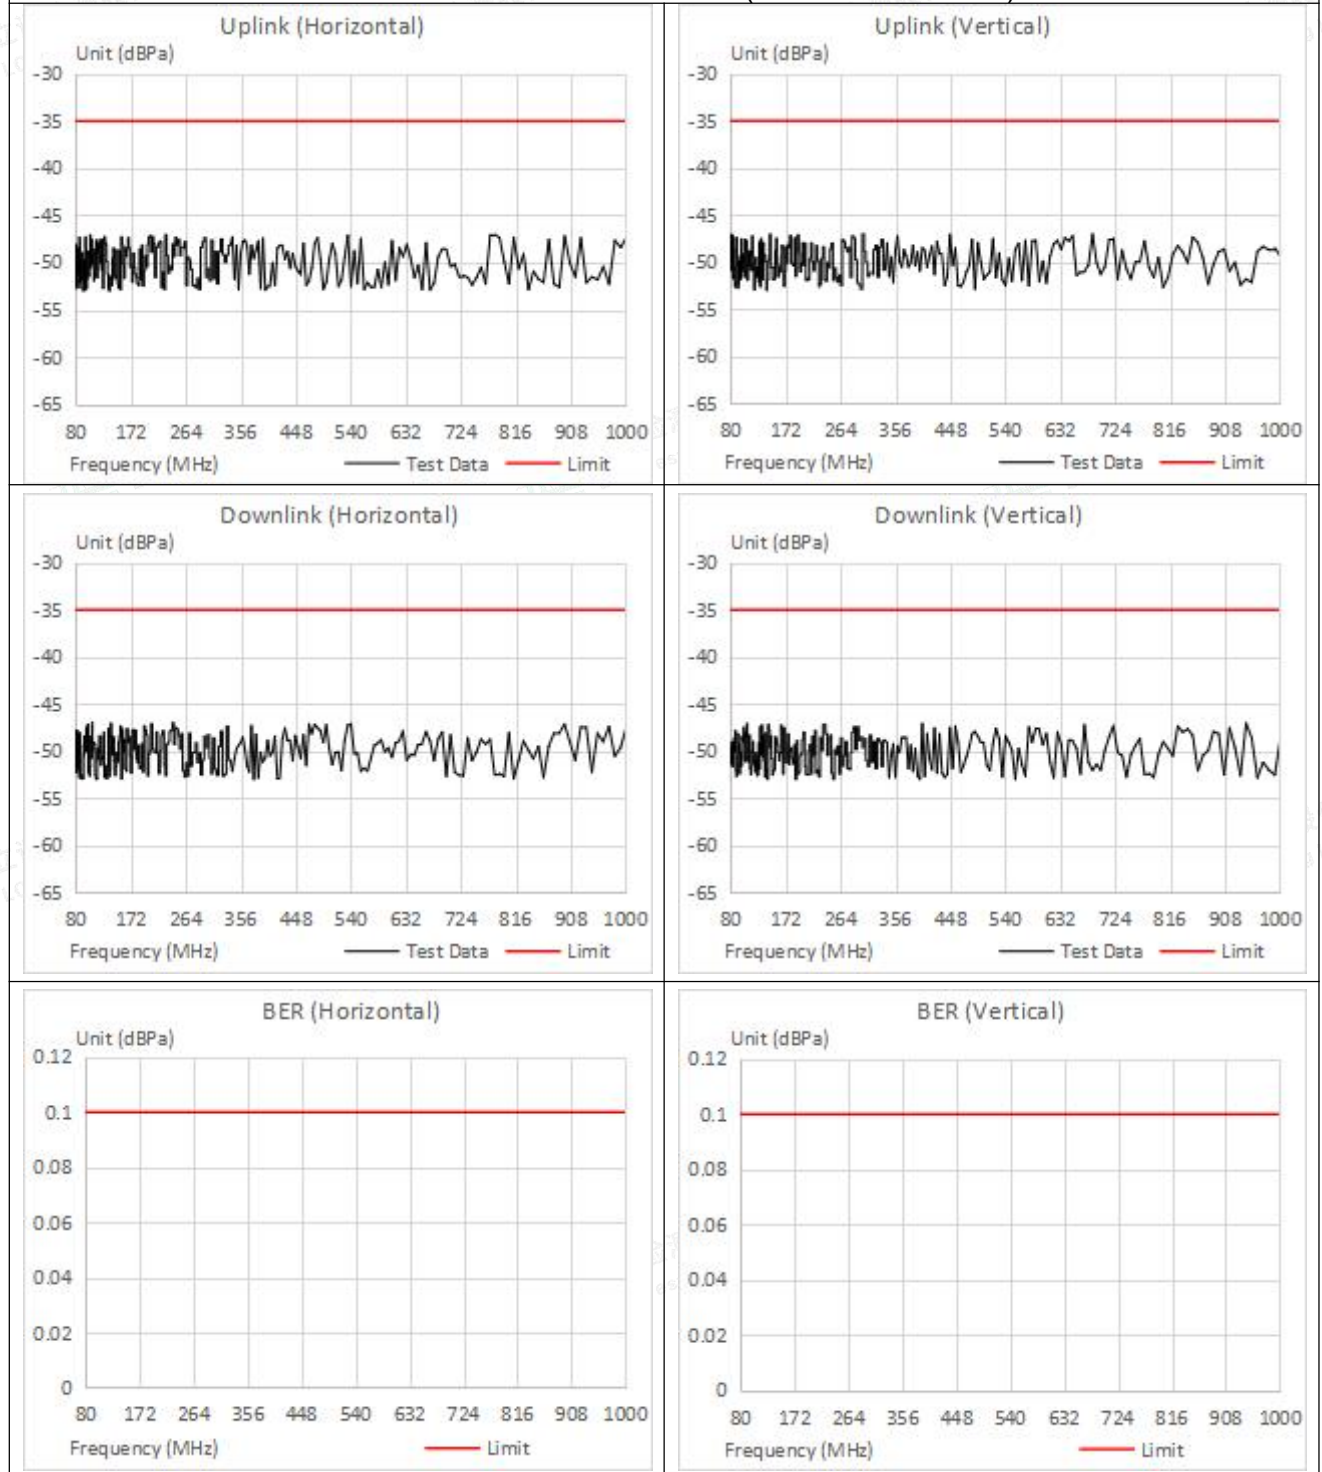 Uplink (Horizontal)
Unit (dBPa)
-30
-35
-40
-45
-50
-55
-60
-65
80 172 264 356 448 540 632 724 816 908 1000
Frequency (MHz) Test Data Limit
Uplink (Vertical)
Unit (dBPa)
-30
-35
-40
-45
-50
-55
-60
-65
80 172 264 356 448 540 632 724 816 908 1000
Frequency (MHz) Test Data Limit
Downlink (Horizontal)
Unit (dBPa)
-30
-35
-40
-45
-50
-55
-60
-65
80 172 264 356 448 540 632 724 816 908 1000
Frequency (MHz) Test Data Limit
Downlink (Vertical)
Unit (dBPa)
-30
-35
-40
-45
-50
-55
-60
-65
80 172 264 356 448 540 632 724 816 908 1000
Frequency (MHz) Test Data Limit
BER (Horizontal)
Unit (dBPa)
0.12
0.1
0.08
0.06
0.04
0.02
0
80 172 264 356 448 540 632 724 816 908 1000
Frequency (MHz) Limit
BER (Vertical)
Unit (dBPa)
0.12
0.1
0.08
0.06
0.04
0.02
0
80 172 264 356 448 540 632 724 816 908 1000
Frequency (MHz) Limit